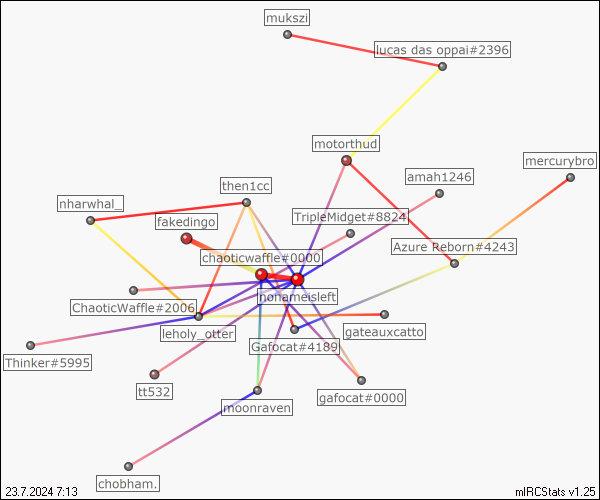 mukszi
lucas das oppai#2396
motorthud
mercurybro
amah1246
then1cc
nharwhal_
TripleMidget#8824
fakedingo
Azure Reborn#4243
chaoticwaffle#0000
nonameisleft
ChaoticWaffle#2006
leholy_otter
gateauxcatto
Gafocat#4189
Thinker#5995
tt532
gafocat#0000
moonraven
chobham.
23.7.2024 7:13
mIRCStats v1.25